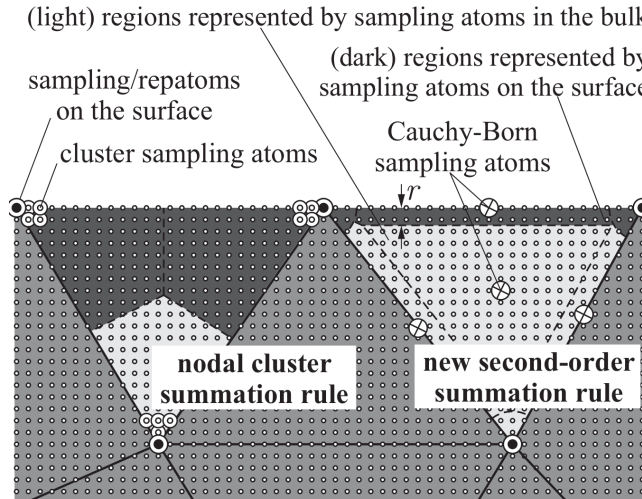 (light) regions represented by sampling atoms in the bulk
(dark) regions represented by
sampling atoms on the surface
sampling/repatoms
on the surface
cluster sampling atoms
Cauchy-Born
sampling atoms
r
nodal cluster
summation rule
new second-order
summation rule